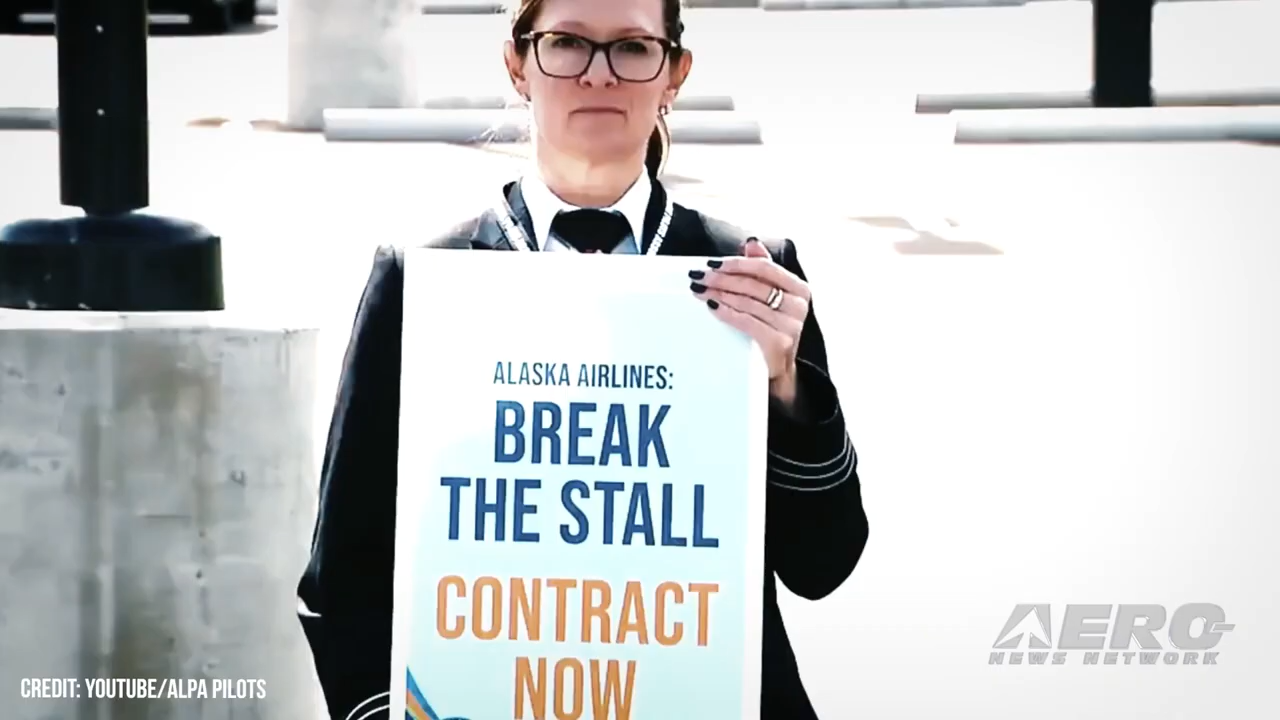 ALASKA AIRLINES:
BREAK
THE STALL
CONTRACT
NOW
AERO
NEWS NETWORK
CREDIT: YOUTUBE/ALPA PILOTS